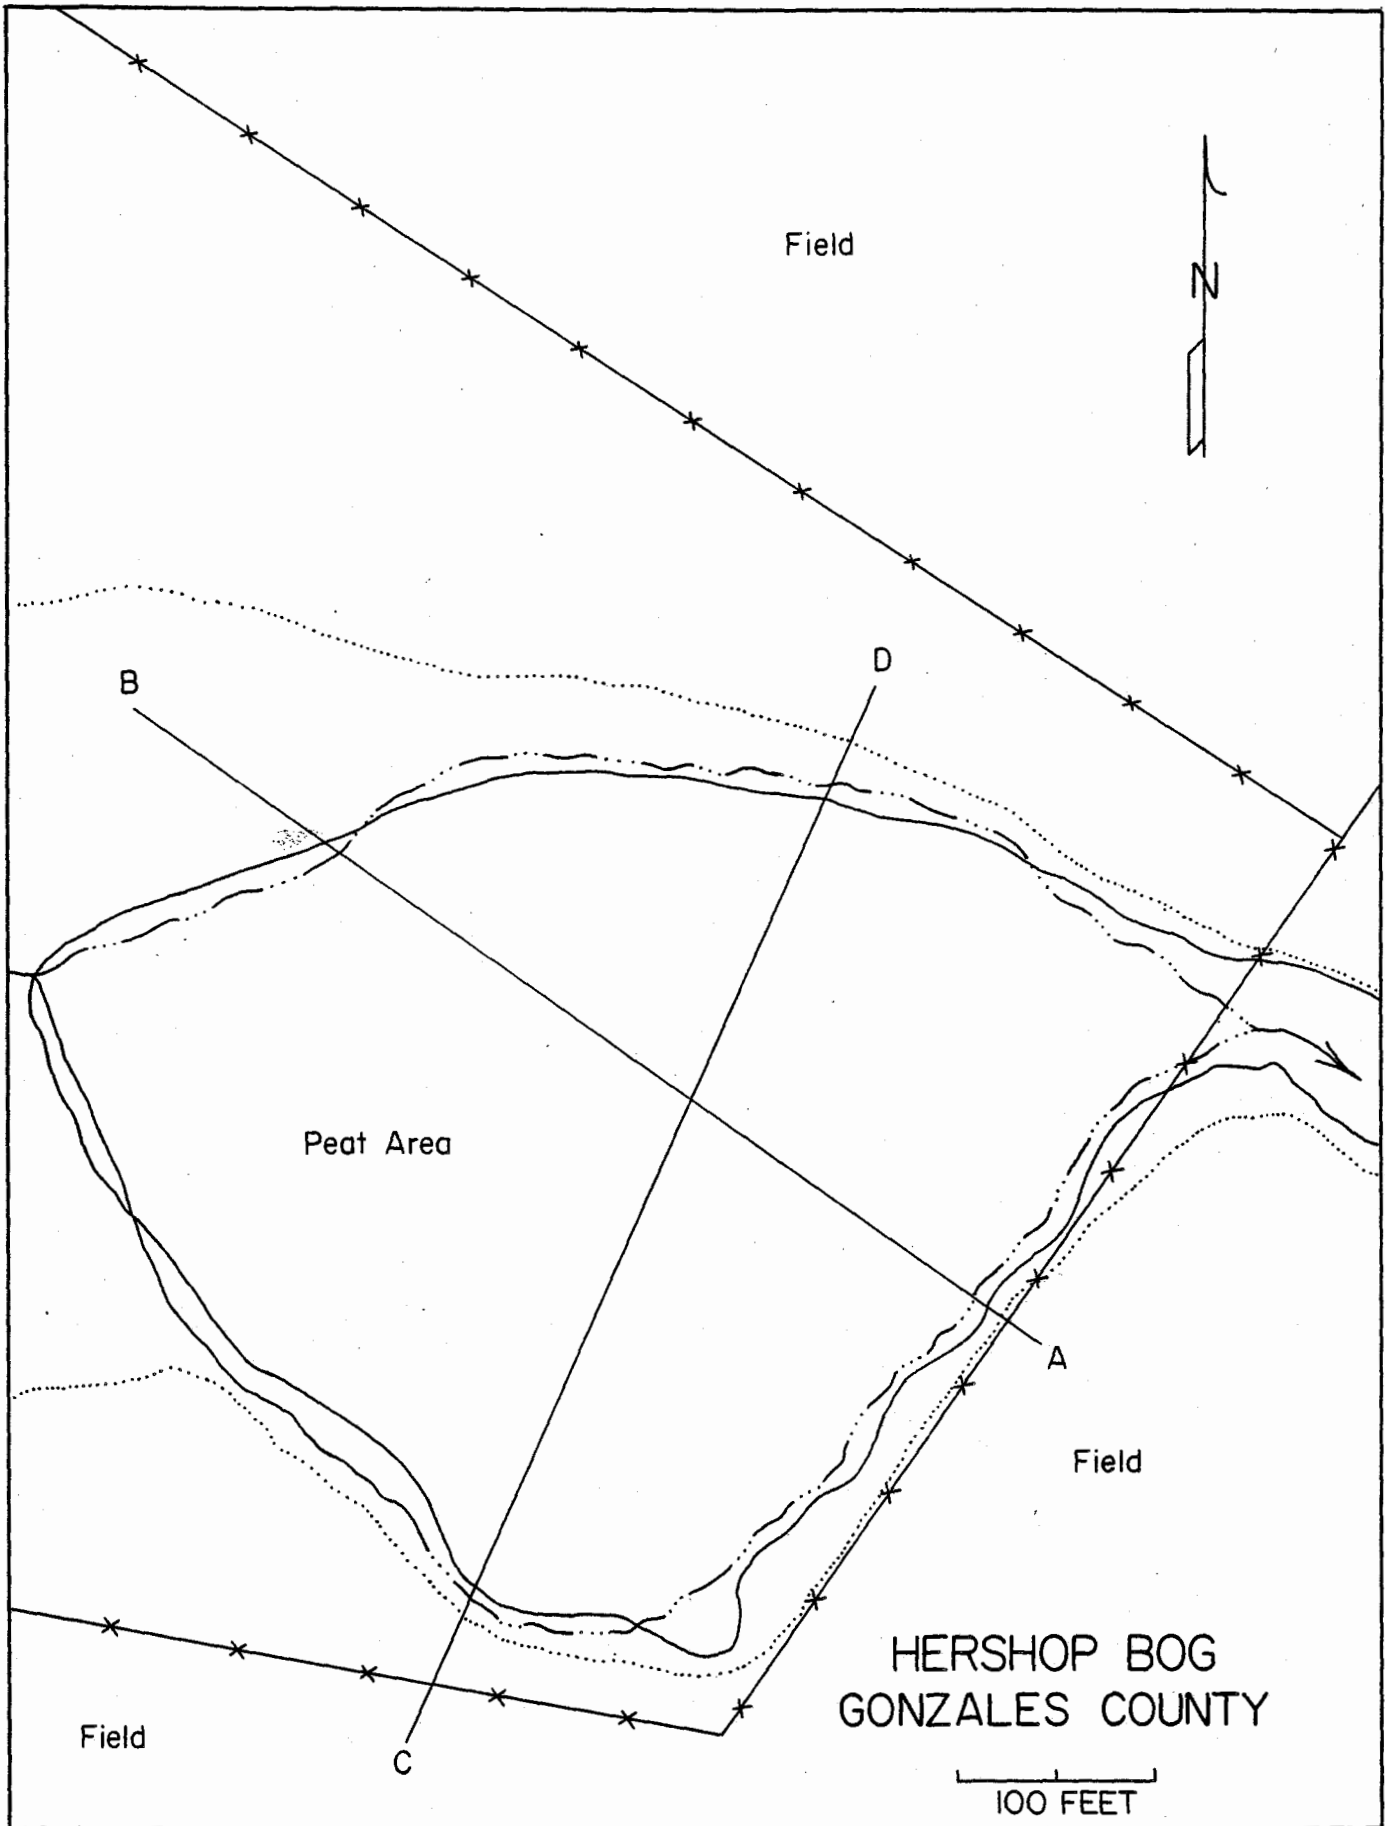 Field
N
D
B
Peat Area
A
Field
HERSHOP BOG
GONZALES COUNTY
Field
C
100 FEET